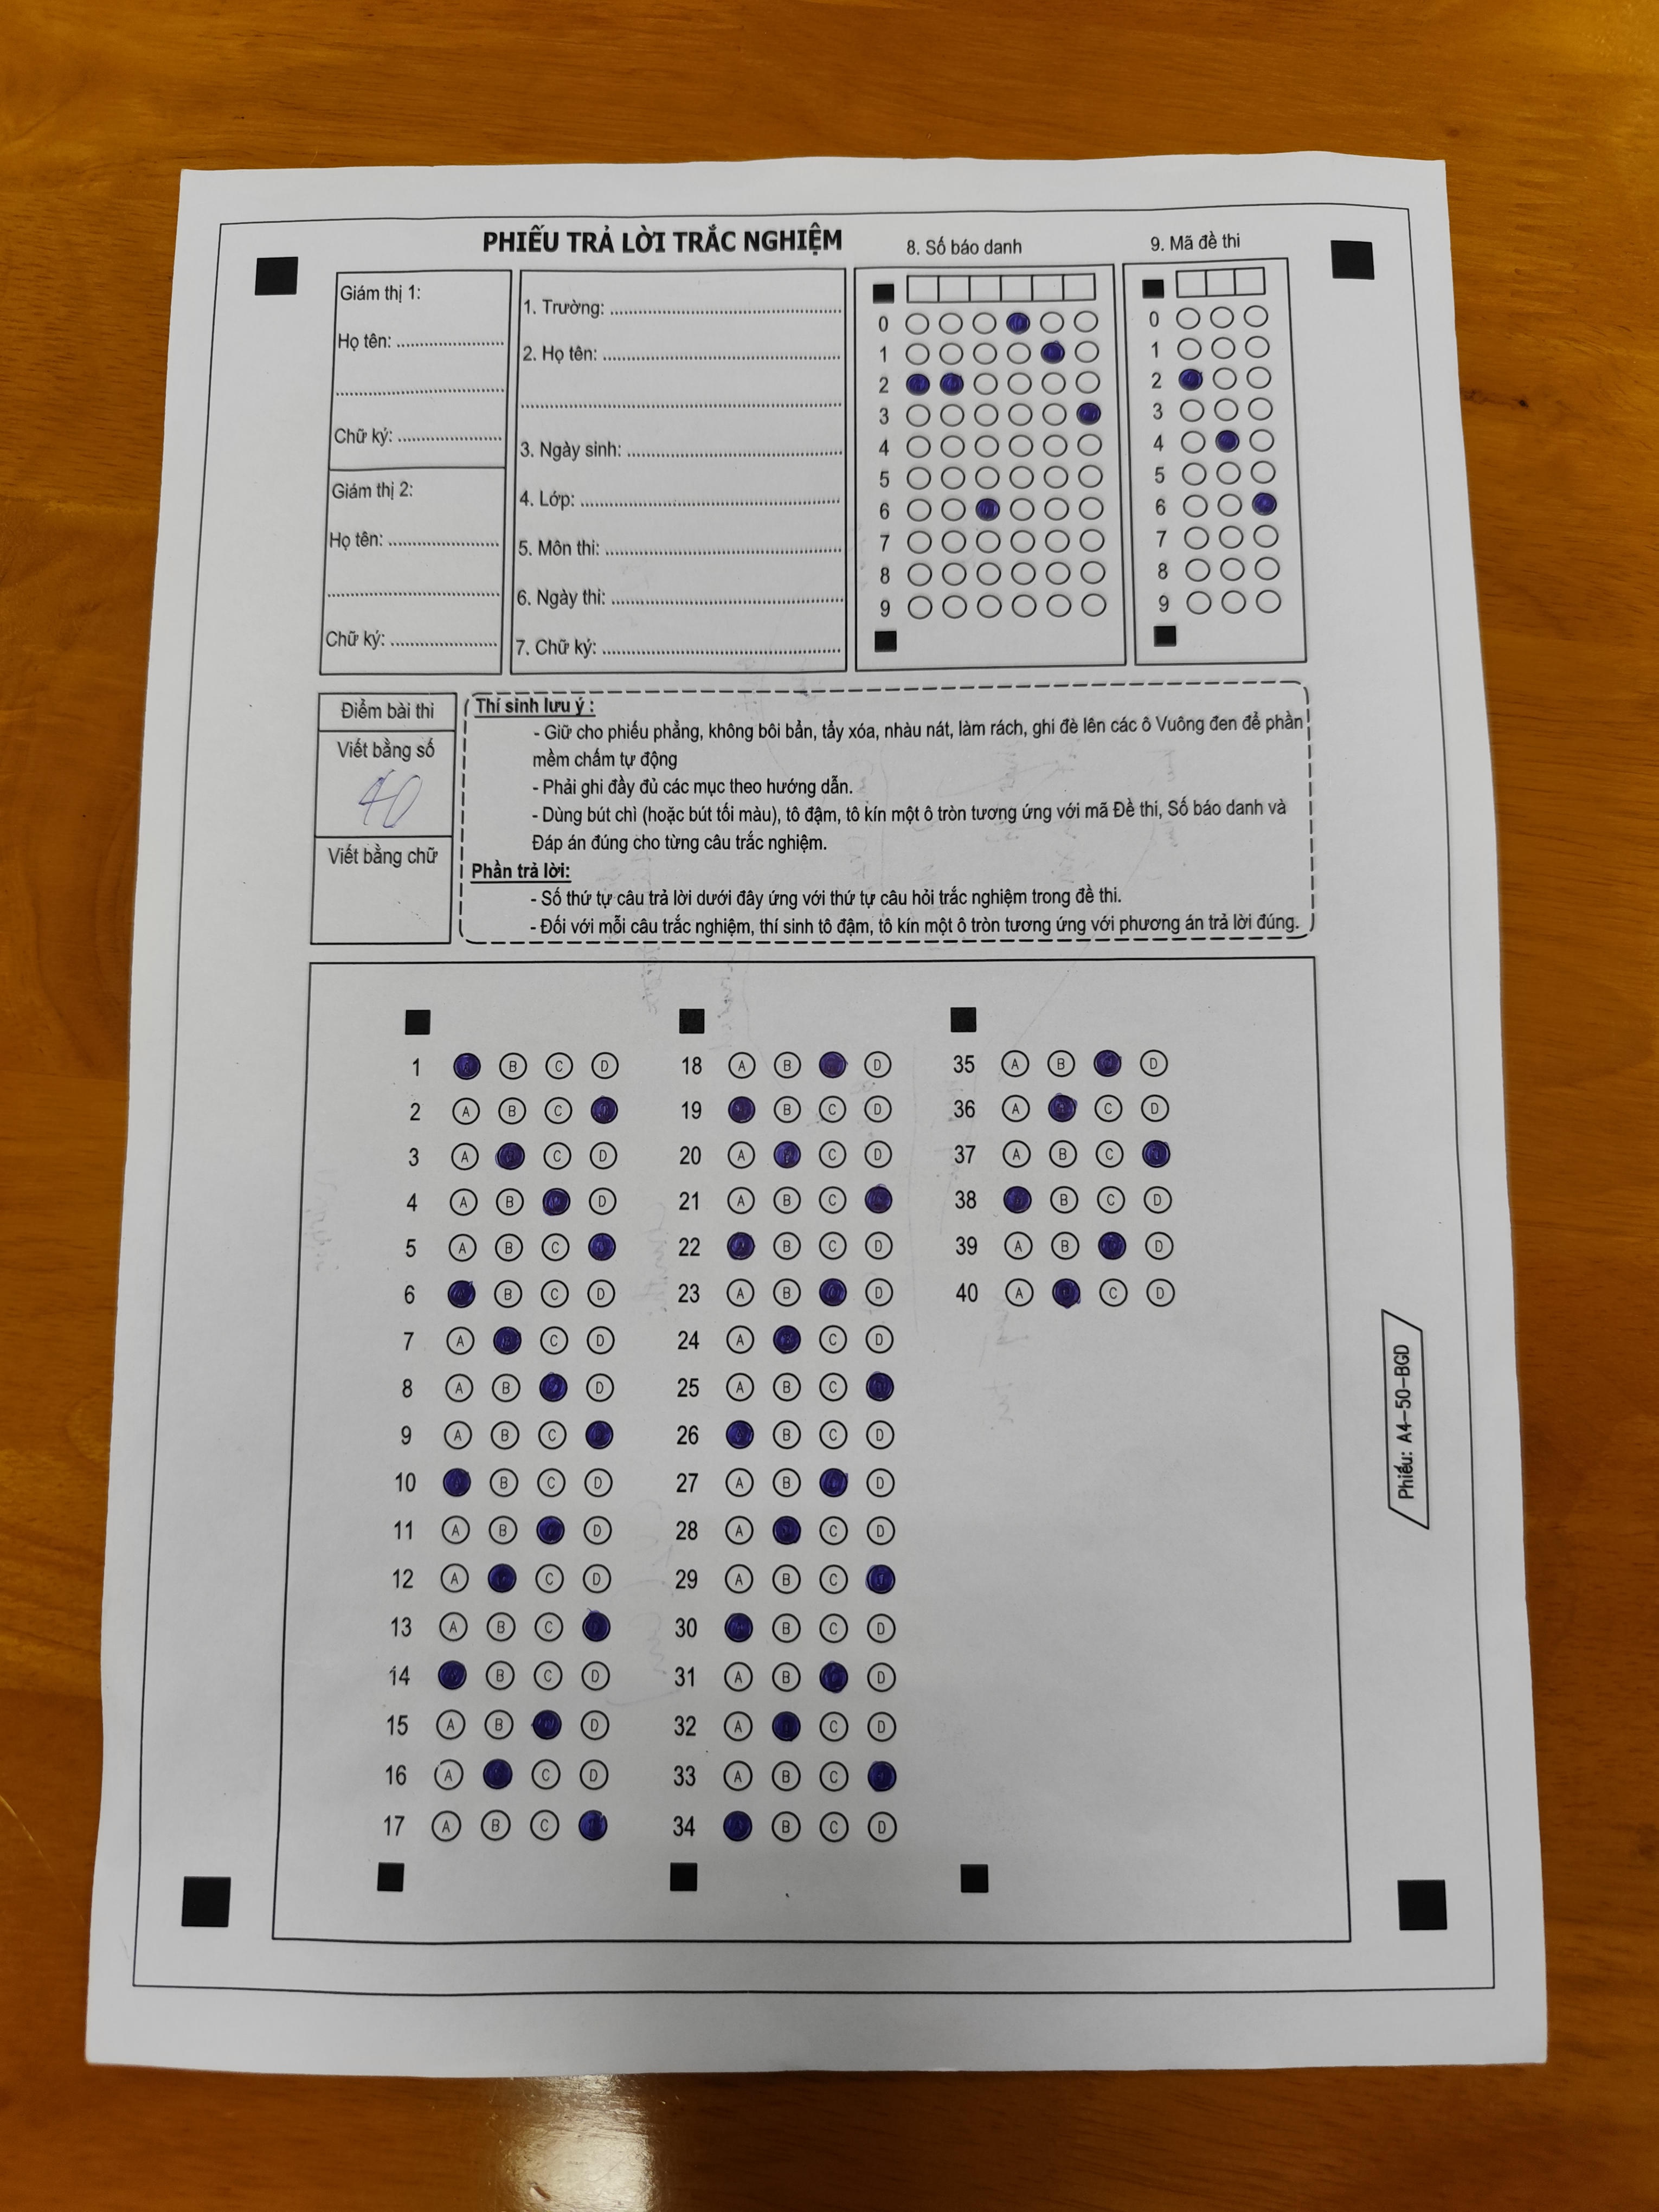 PHIẾU TRẢ LỜI TRẮC NGHIỆM
Giám thị 1:
Họ tên: ..........................
..........................
Chữ ký: ..........................
Giám thị 2:
Họ tên: ..........................
..........................
Chữ ký: ..........................
1. Trường: ..........................
2. Họ tên: ..........................
..........................
3. Ngày sinh: ..........................
4. Lớp: ..........................
5. Môn thi: ..........................
6. Ngày thi: ..........................
7. Chữ ký: ..........................
8. Số báo danh
0
1
2
3
4
5
6
7
8
9
9. Mã đề thi
0
1
2
3
4
5
6
7
8
9
Điểm bài thi
Viết bằng số
40
Viết bằng chữ
Thí sinh lưu ý :
- Giữ cho phiếu phẳng, không bôi bẩn, tẩy xóa, nhàu nát, làm rách, ghi đè lên các ô Vuông đen để phần
mềm chấm tự động
- Phải ghi đầy đủ các mục theo hướng dẫn.
- Dùng bút chì (hoặc bút tối màu), tô đậm, tô kín một ô tròn tương ứng với mã Đề thi, Số báo danh và
Đáp án đúng cho từng câu trắc nghiệm.
Phần trả lời:
- Số thứ tự câu trả lời dưới đây ứng với thứ tự câu hỏi trắc nghiệm trong đề thi.
- Đối với mỗi câu trắc nghiệm, thí sinh tô đậm, tô kín một ô tròn tương ứng với phương án trả lời đúng.
1 B C D
2 A B C
3 A C D
4 A B D
5 A B C
6 B C D
7 A C D
8 A B D
9 A B C
10 B C D
11 A B D
12 A C D
13 A B C
14 B C D
15 A B D
16 A C D
17 A B C
18 A B D
19 B C D
20 A C D
21 A B C
22 B C D
23 A B D
24 A C D
25 A B C
26 B C D
27 A B D
28 A C D
29 A B C
30 B C D
31 A B D
32 A C D
33 A B C
34 B C D
35 A B D
36 A C D
37 A B C
38 B C D
39 A B D
40 A C D
Phiếu: A4-50-BGD